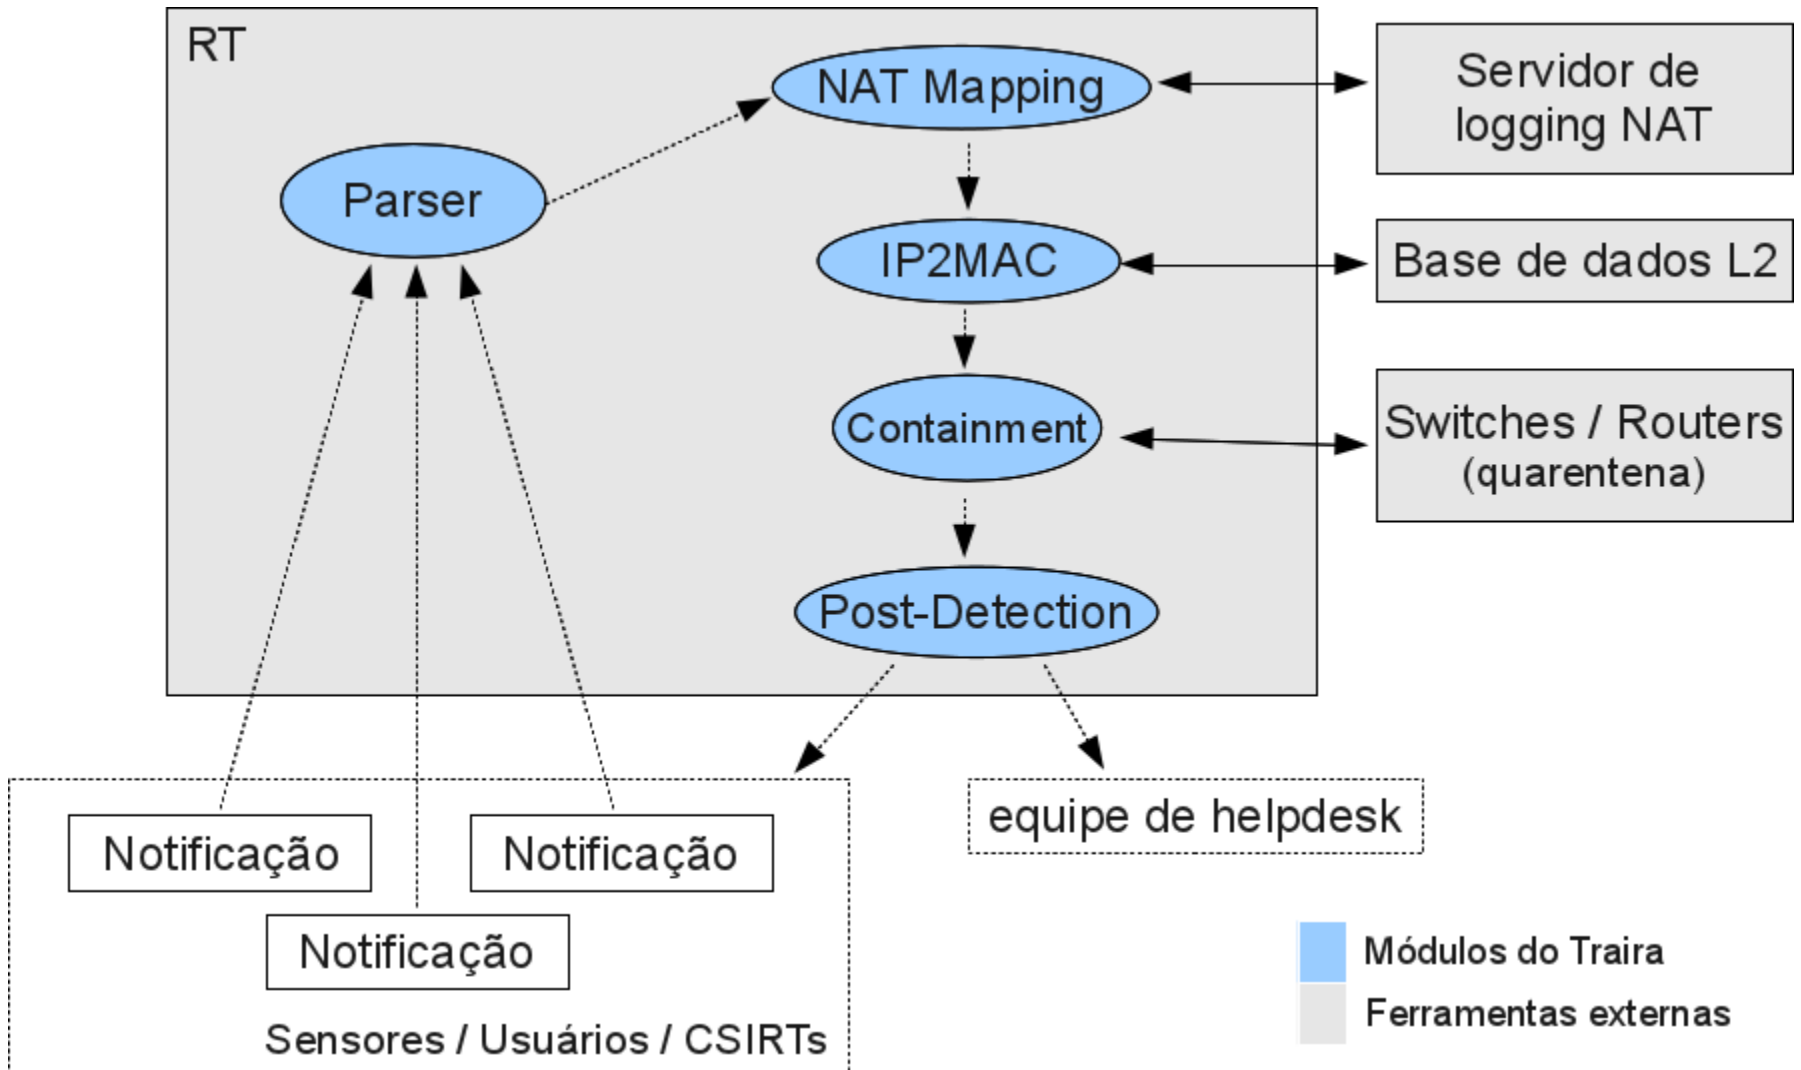 RT
NAT Mapping
Servidor de
logging NAT
Parser
IP2MAC
Base de dados L2
Containment
Switches / Routers
(quarentena)
Post-Detection
equipe de helpdesk
Notificação
Notificação
Notificação
Sensores / Usuários / CSIRTs
Módulos do Traira
Ferramentas externas